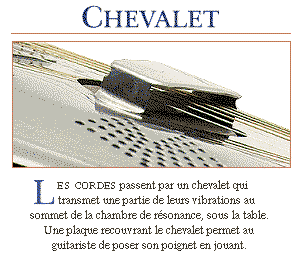 CHEVALET
LES CORDES passent par un chevalet qui
transmet une partie de leurs vibrations au
sommet de la chambre de résonance, sous la table.
Une plaque recouvrant le chevalet permet au
guitariste de poser son poignet en jouant.